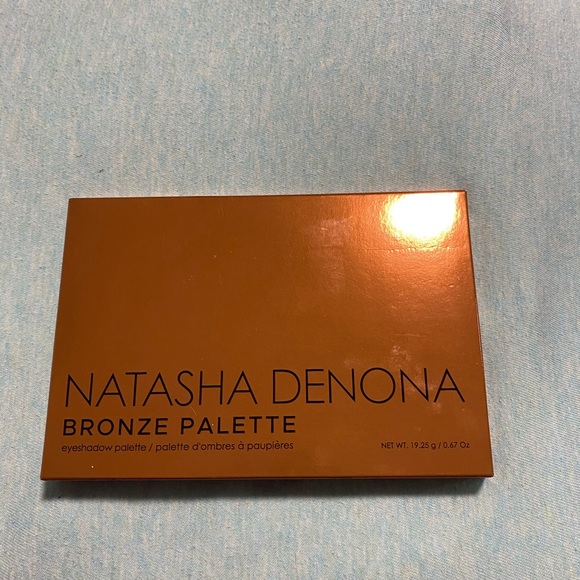 NATASHA DENONA
BRONZE PALETTE
eyeshadow palette / palette d'ombres à paupières
NET WT. 19.25 g / 0.67 Oz